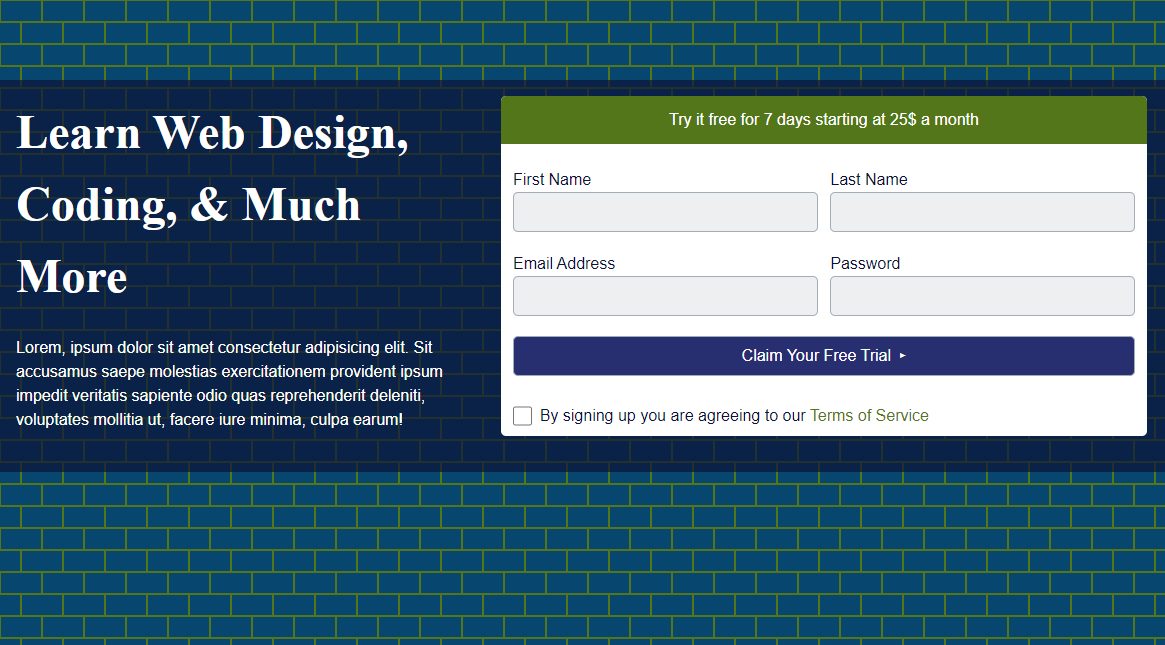 Learn Web Design,
Coding, & Much
More
Lorem, ipsum dolor sit amet consectetur adipisicing elit. Sit
accusamus saepe molestias exercitationem provident ipsum
impedit veritatis sapiente odio quas reprehenderit deleniti,
voluptates mollitia ut, facere iure minima, culpa earum!
Try it free for 7 days starting at 25$ a month
First Name
Last Name
Email Address
Password
Claim Your Free Trial ▸
By signing up you are agreeing to our Terms of Service